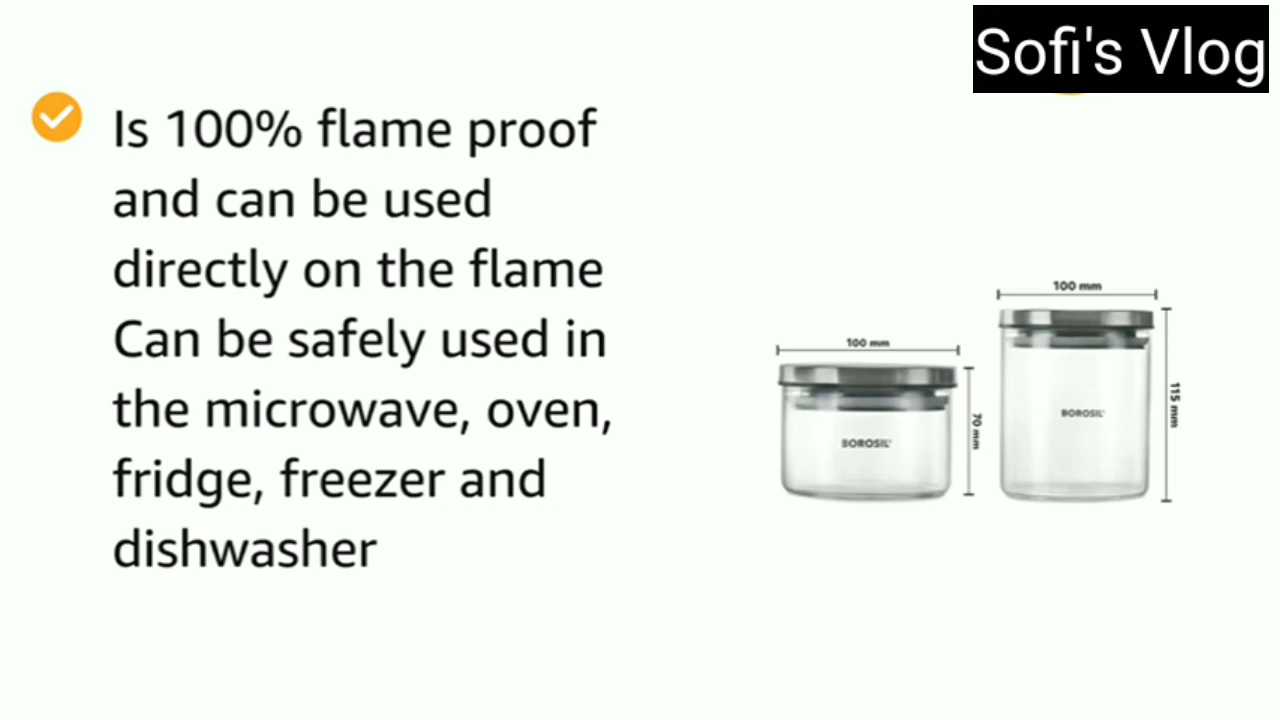 Sofi's Vlog
Is 100% flame proof
and can be used
directly on the flame
Can be safely used in
the microwave, oven,
fridge, freezer and
dishwasher
100 mm
BOROSIL
70 mm
100 mm
BOROSIL
115 mm